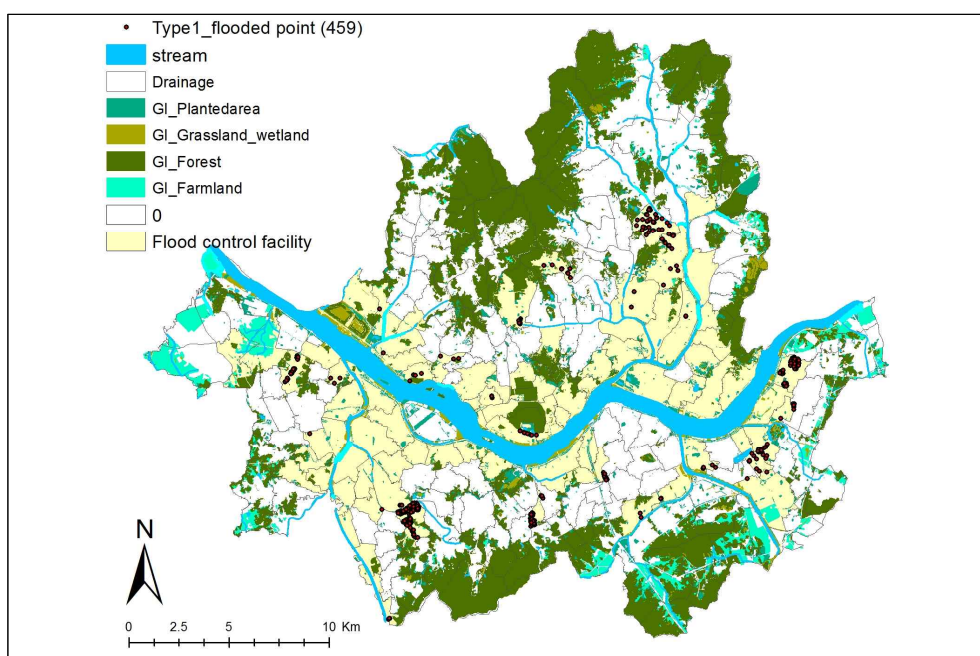 Type1_flooded point (459)
stream
Drainage
GI_Plantedarea
GI_Grassland_wetland
GI_Forest
GI_Farmland
0
Flood control facility
N
0 2.5 5 10 Km